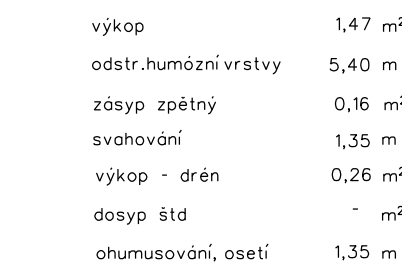 výkop 1,47 m²
odstr.humózní vrstvy 5,40 m
zásyp zpětný 0,16 m²
svahování 1,35 m
výkop - drén 0,26 m²
dosyp štd - m²
ohumusování, osetí 1,35 m